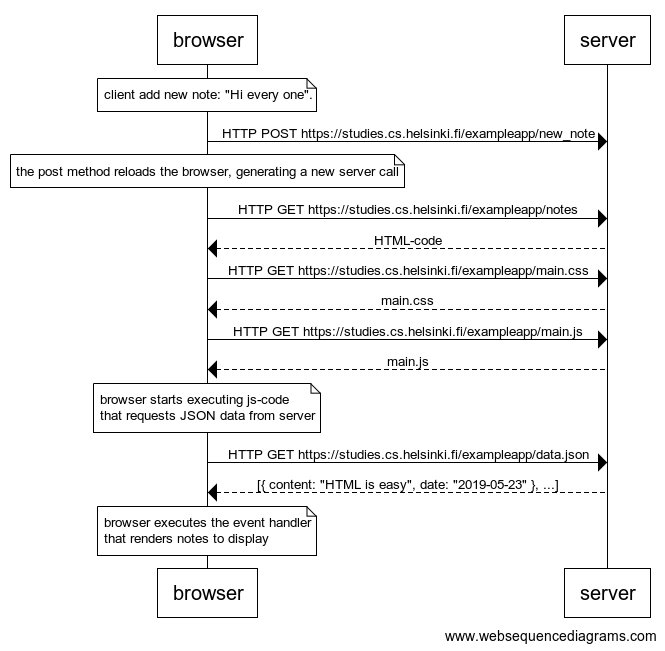 browser
server
client add new note: "Hi every one".
HTTP POST https://studies.cs.helsinki.fi/exampleapp/new_note
the post method reloads the browser, generating a new server call
HTTP GET https://studies.cs.helsinki.fi/exampleapp/notes
HTML-code
HTTP GET https://studies.cs.helsinki.fi/exampleapp/main.css
main.css
HTTP GET https://studies.cs.helsinki.fi/exampleapp/main.js
main.js
browser starts executing js-code
that requests JSON data from server
HTTP GET https://studies.cs.helsinki.fi/exampleapp/data.json
[{ content: "HTML is easy", date: "2019-05-23" }, ...]
browser executes the event handler
that renders notes to display
browser
server
www.websequencediagrams.com